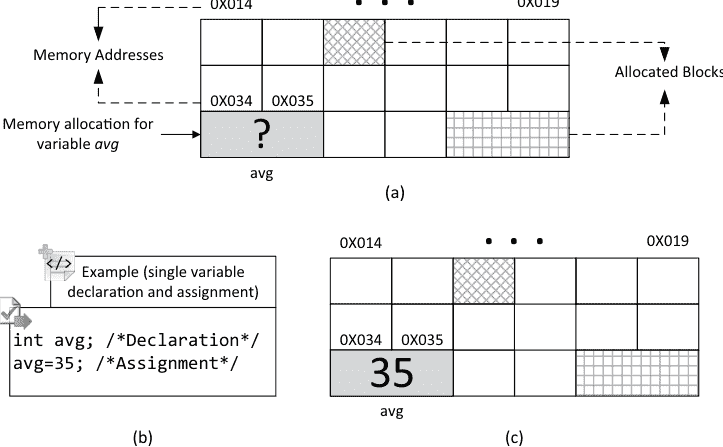 0X014
0X019
Memory Addresses
Allocated Blocks
0X034
0X035
Memory allocation for
variable avg
?
avg
(a)
</>
Example (single variable
declaration and assignment)
int avg; /*Declaration*/
avg=35; /*Assignment*/
(b)
0X014
0X019
0X034
0X035
35
avg
(c)